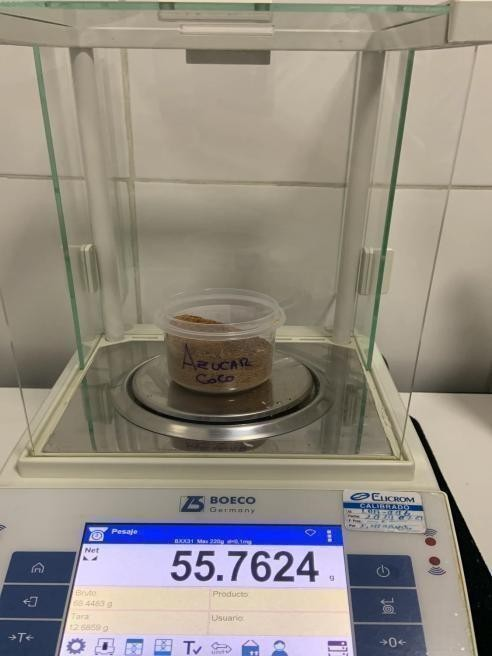 AZUCAR
COCO
BOECO
Germany
ELICROM
CALIBRADO
Pesaje
BXX31 Max 220g d=0,1mg
Net
55.7624 g
Bruto:
68.4483 g
Producto:
Tara:
12.6859 g
Usuario:
→T←
→0←